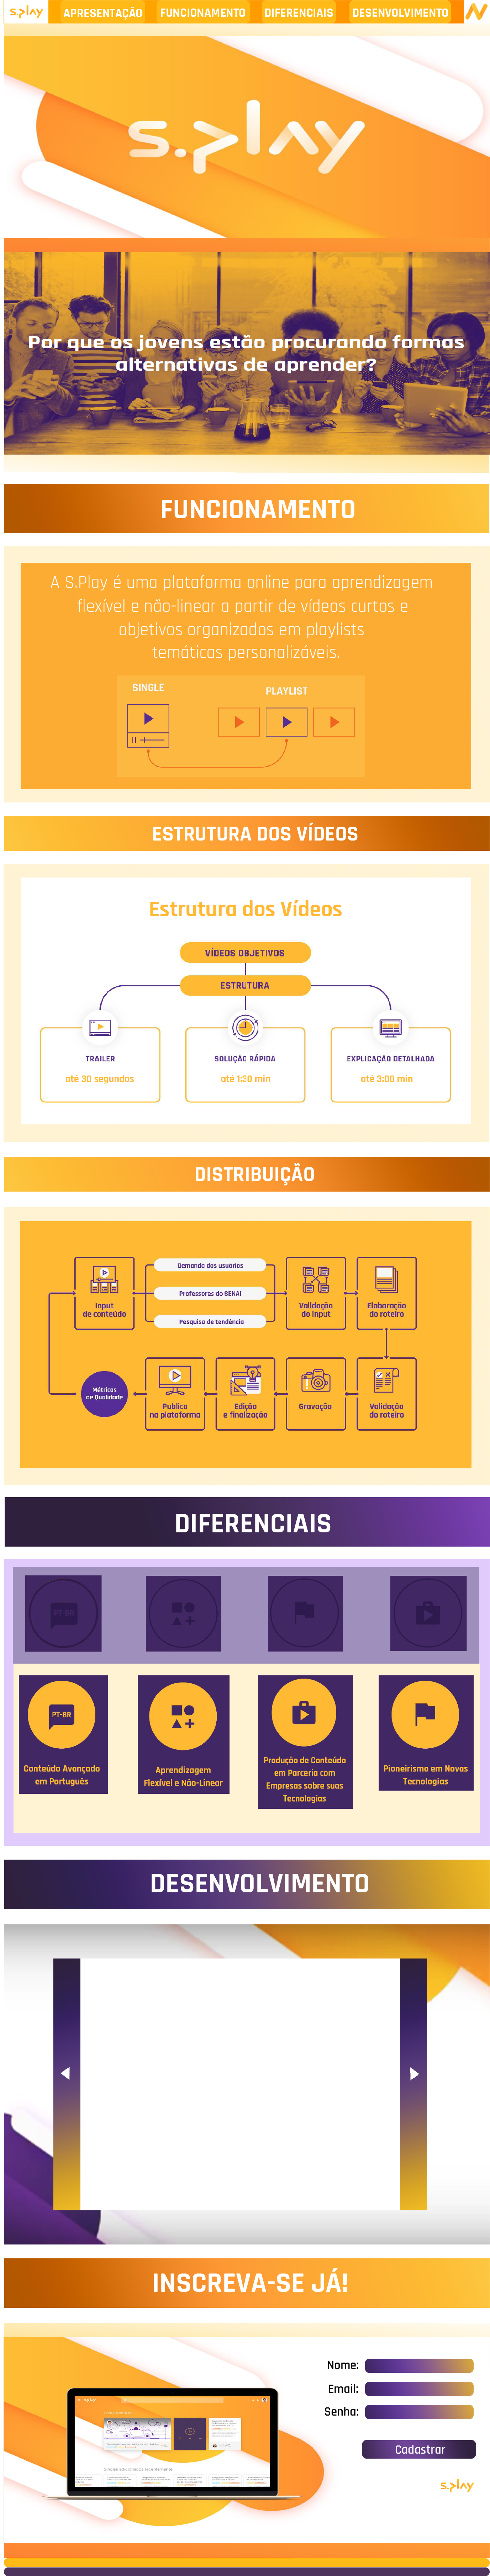 s.play
APRESENTAÇÃO
FUNCIONAMENTO
DIFERENCIAIS
DESENVOLVIMENTO
s.play
Por que os jovens estão procurando formas
alternativas de aprender?
FUNCIONAMENTO
A S.Play é uma plataforma online para aprendizagem
flexível e não-linear a partir de vídeos curtos e
objetivos organizados em playlists
temáticas personalizáveis.
SINGLE
PLAYLIST
ESTRUTURA DOS VÍDEOS
Estrutura dos Vídeos
VÍDEOS OBJETIVOS
ESTRUTURA
TRAILER
até 30 segundos
SOLUÇÃO RÁPIDA
até 1:30 min
EXPLICAÇÃO DETALHADA
até 3:00 min
DISTRIBUIÇÃO
Input
de conteúdo
Demanda dos usuários
Professores do SENAI
Pesquisa de tendência
Validação
do input
Elaboração
do roteiro
Métricas
de Qualidade
Publica
na plataforma
Edição
e finalização
Gravação
Validação
do roteiro
DIFERENCIAIS
PT-BR
PT-BR
Conteúdo Avançado
em Português
Aprendizagem
Flexível e Não-Linear
Produção de Conteúdo
em Parceria com
Empresas sobre suas
Tecnologias
Pioneirismo em Novas
Tecnologias
DESENVOLVIMENTO
INSCREVA-SE JÁ!
Nome:
Email:
Senha:
Cadastrar
s.play